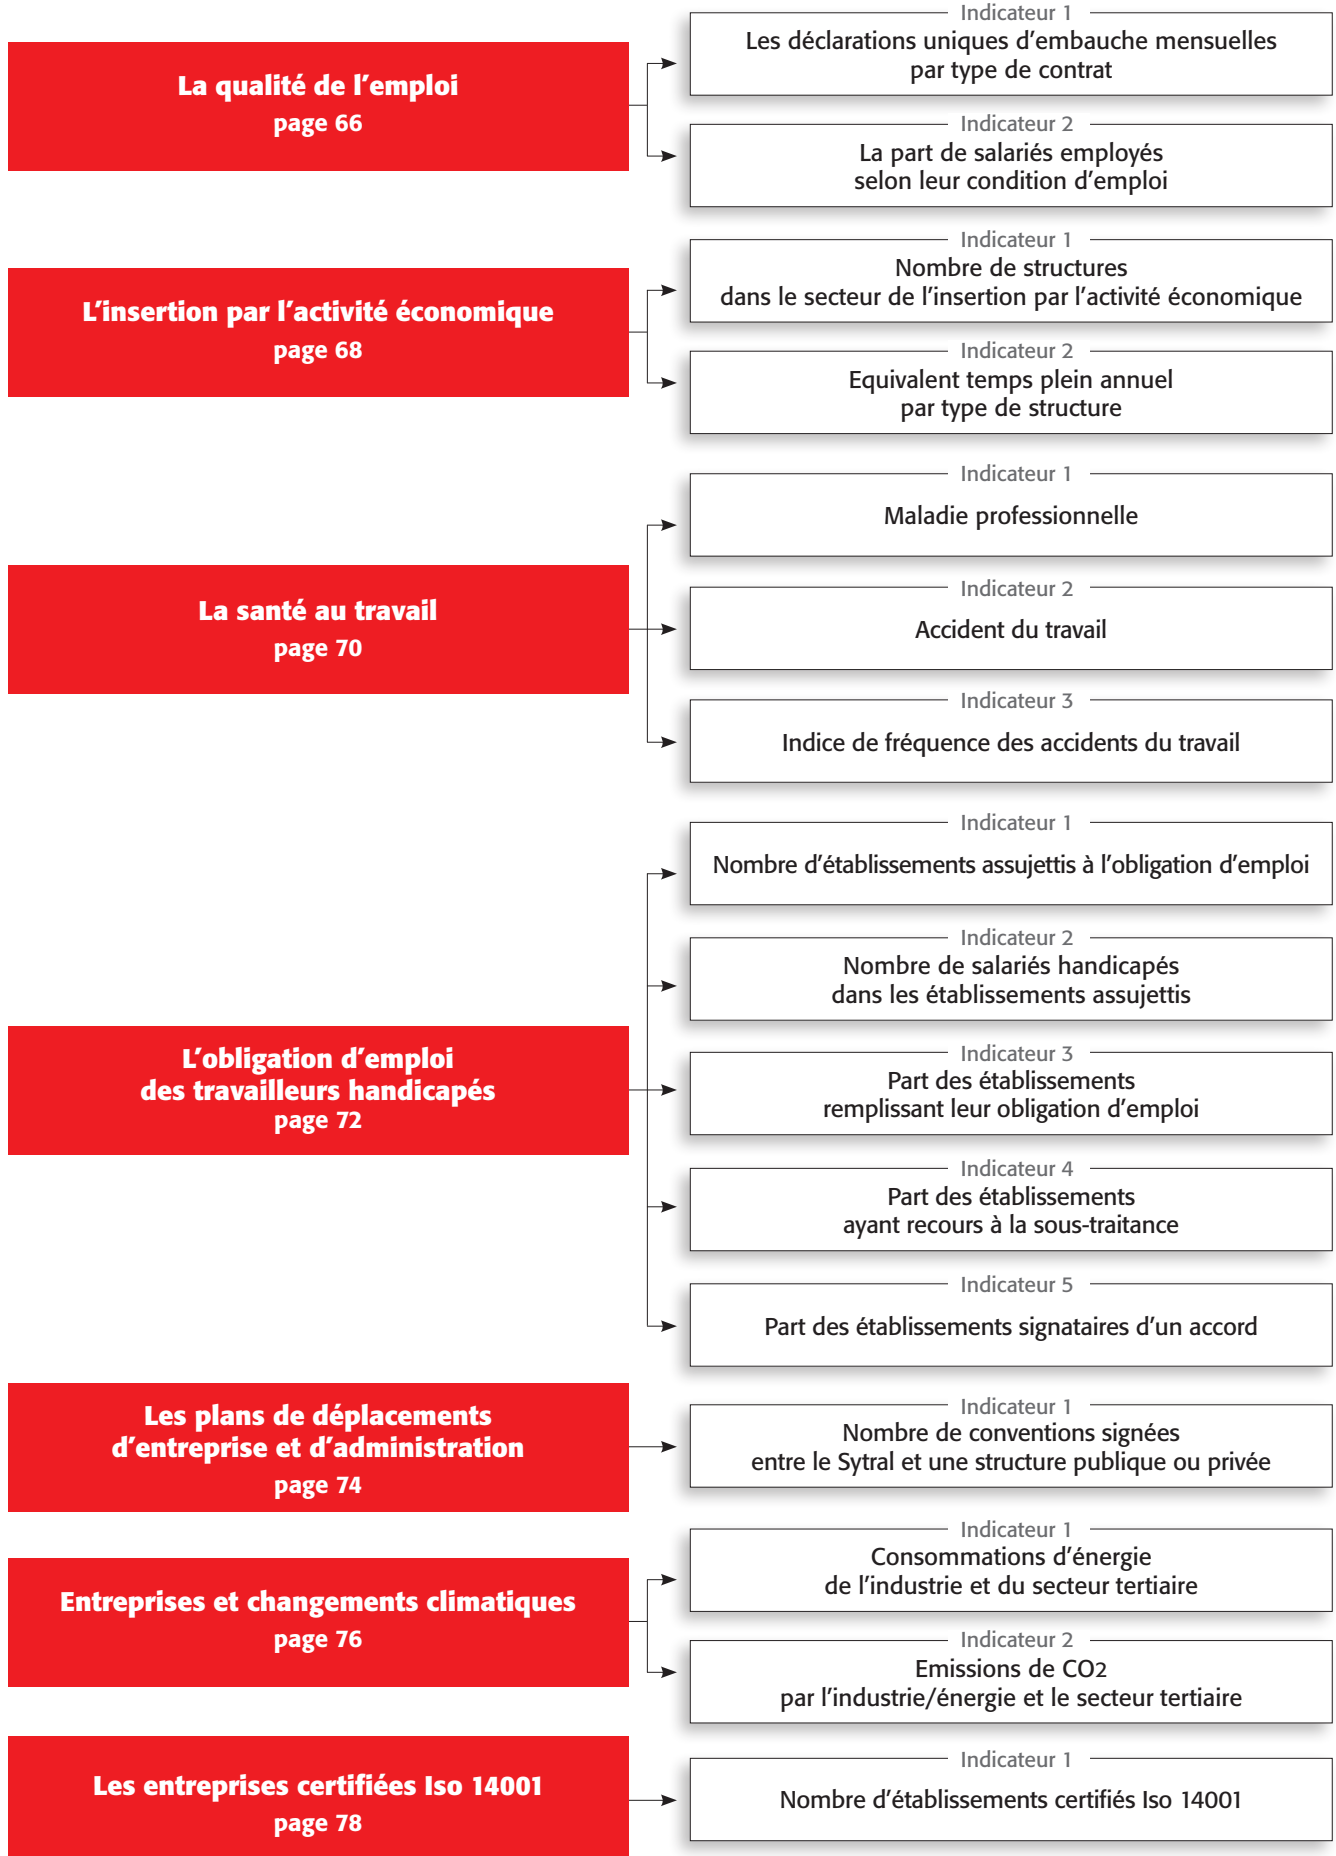 La qualité de l'emploi
page 66
Indicateur 1
Les déclarations uniques d'embauche mensuelles
par type de contrat
Indicateur 2
La part de salariés employés
selon leur condition d'emploi
L'insertion par l'activité économique
page 68
Indicateur 1
Nombre de structures
dans le secteur de l'insertion par l'activité économique
Indicateur 2
Equivalent temps plein annuel
par type de structure
La santé au travail
page 70
Indicateur 1
Maladie professionnelle
Indicateur 2
Accident du travail
Indicateur 3
Indice de fréquence des accidents du travail
L'obligation d'emploi
des travailleurs handicapés
page 72
Indicateur 1
Nombre d'établissements assujettis à l'obligation d'emploi
Indicateur 2
Nombre de salariés handicapés
dans les établissements assujettis
Indicateur 3
Part des établissements
remplissant leur obligation d'emploi
Indicateur 4
Part des établissements
ayant recours à la sous-traitance
Indicateur 5
Part des établissements signataires d'un accord
Les plans de déplacements
d'entreprise et d'administration
page 74
Indicateur 1
Nombre de conventions signées
entre le Sytral et une structure publique ou privée
Entreprises et changements climatiques
page 76
Indicateur 1
Consommations d'énergie
de l'industrie et du secteur tertiaire
Indicateur 2
Emissions de CO2
par l'industrie/énergie et le secteur tertiaire
Les entreprises certifiées Iso 14001
page 78
Indicateur 1
Nombre d'établissements certifiés Iso 14001